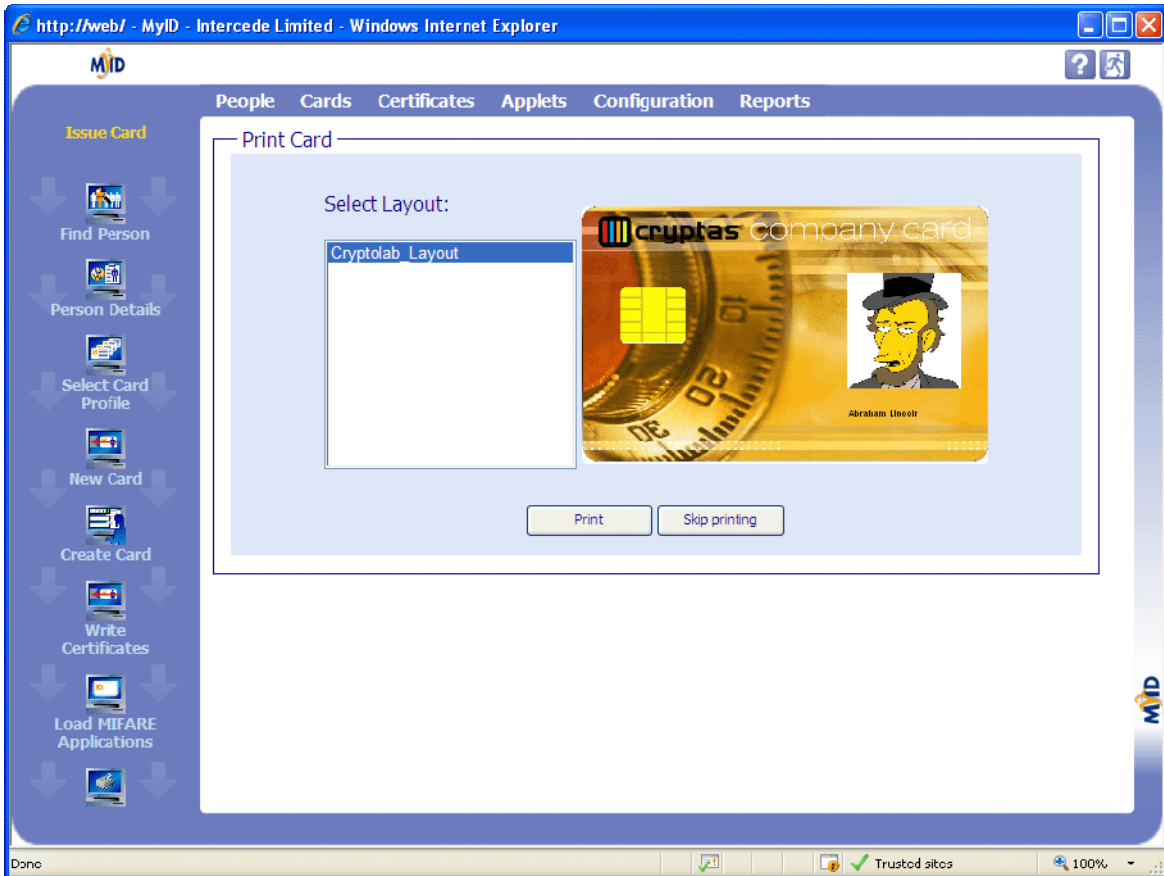 http://web/ - MyID - Intercede Limited - Windows Internet Explorer
MyID
?
People Cards Certificates Applets Configuration Reports
Issue Card
Find Person
Person Details
Select Card
Profile
New Card
Create Card
Write
Certificates
Load MIFARE
Applications
Print Card
Select Layout:
Cryptolab_Layout
cryptas company card
10
20
30
Abraham Lincoln
Print
Skip printing
MyID
Done
Trusted sites
100%